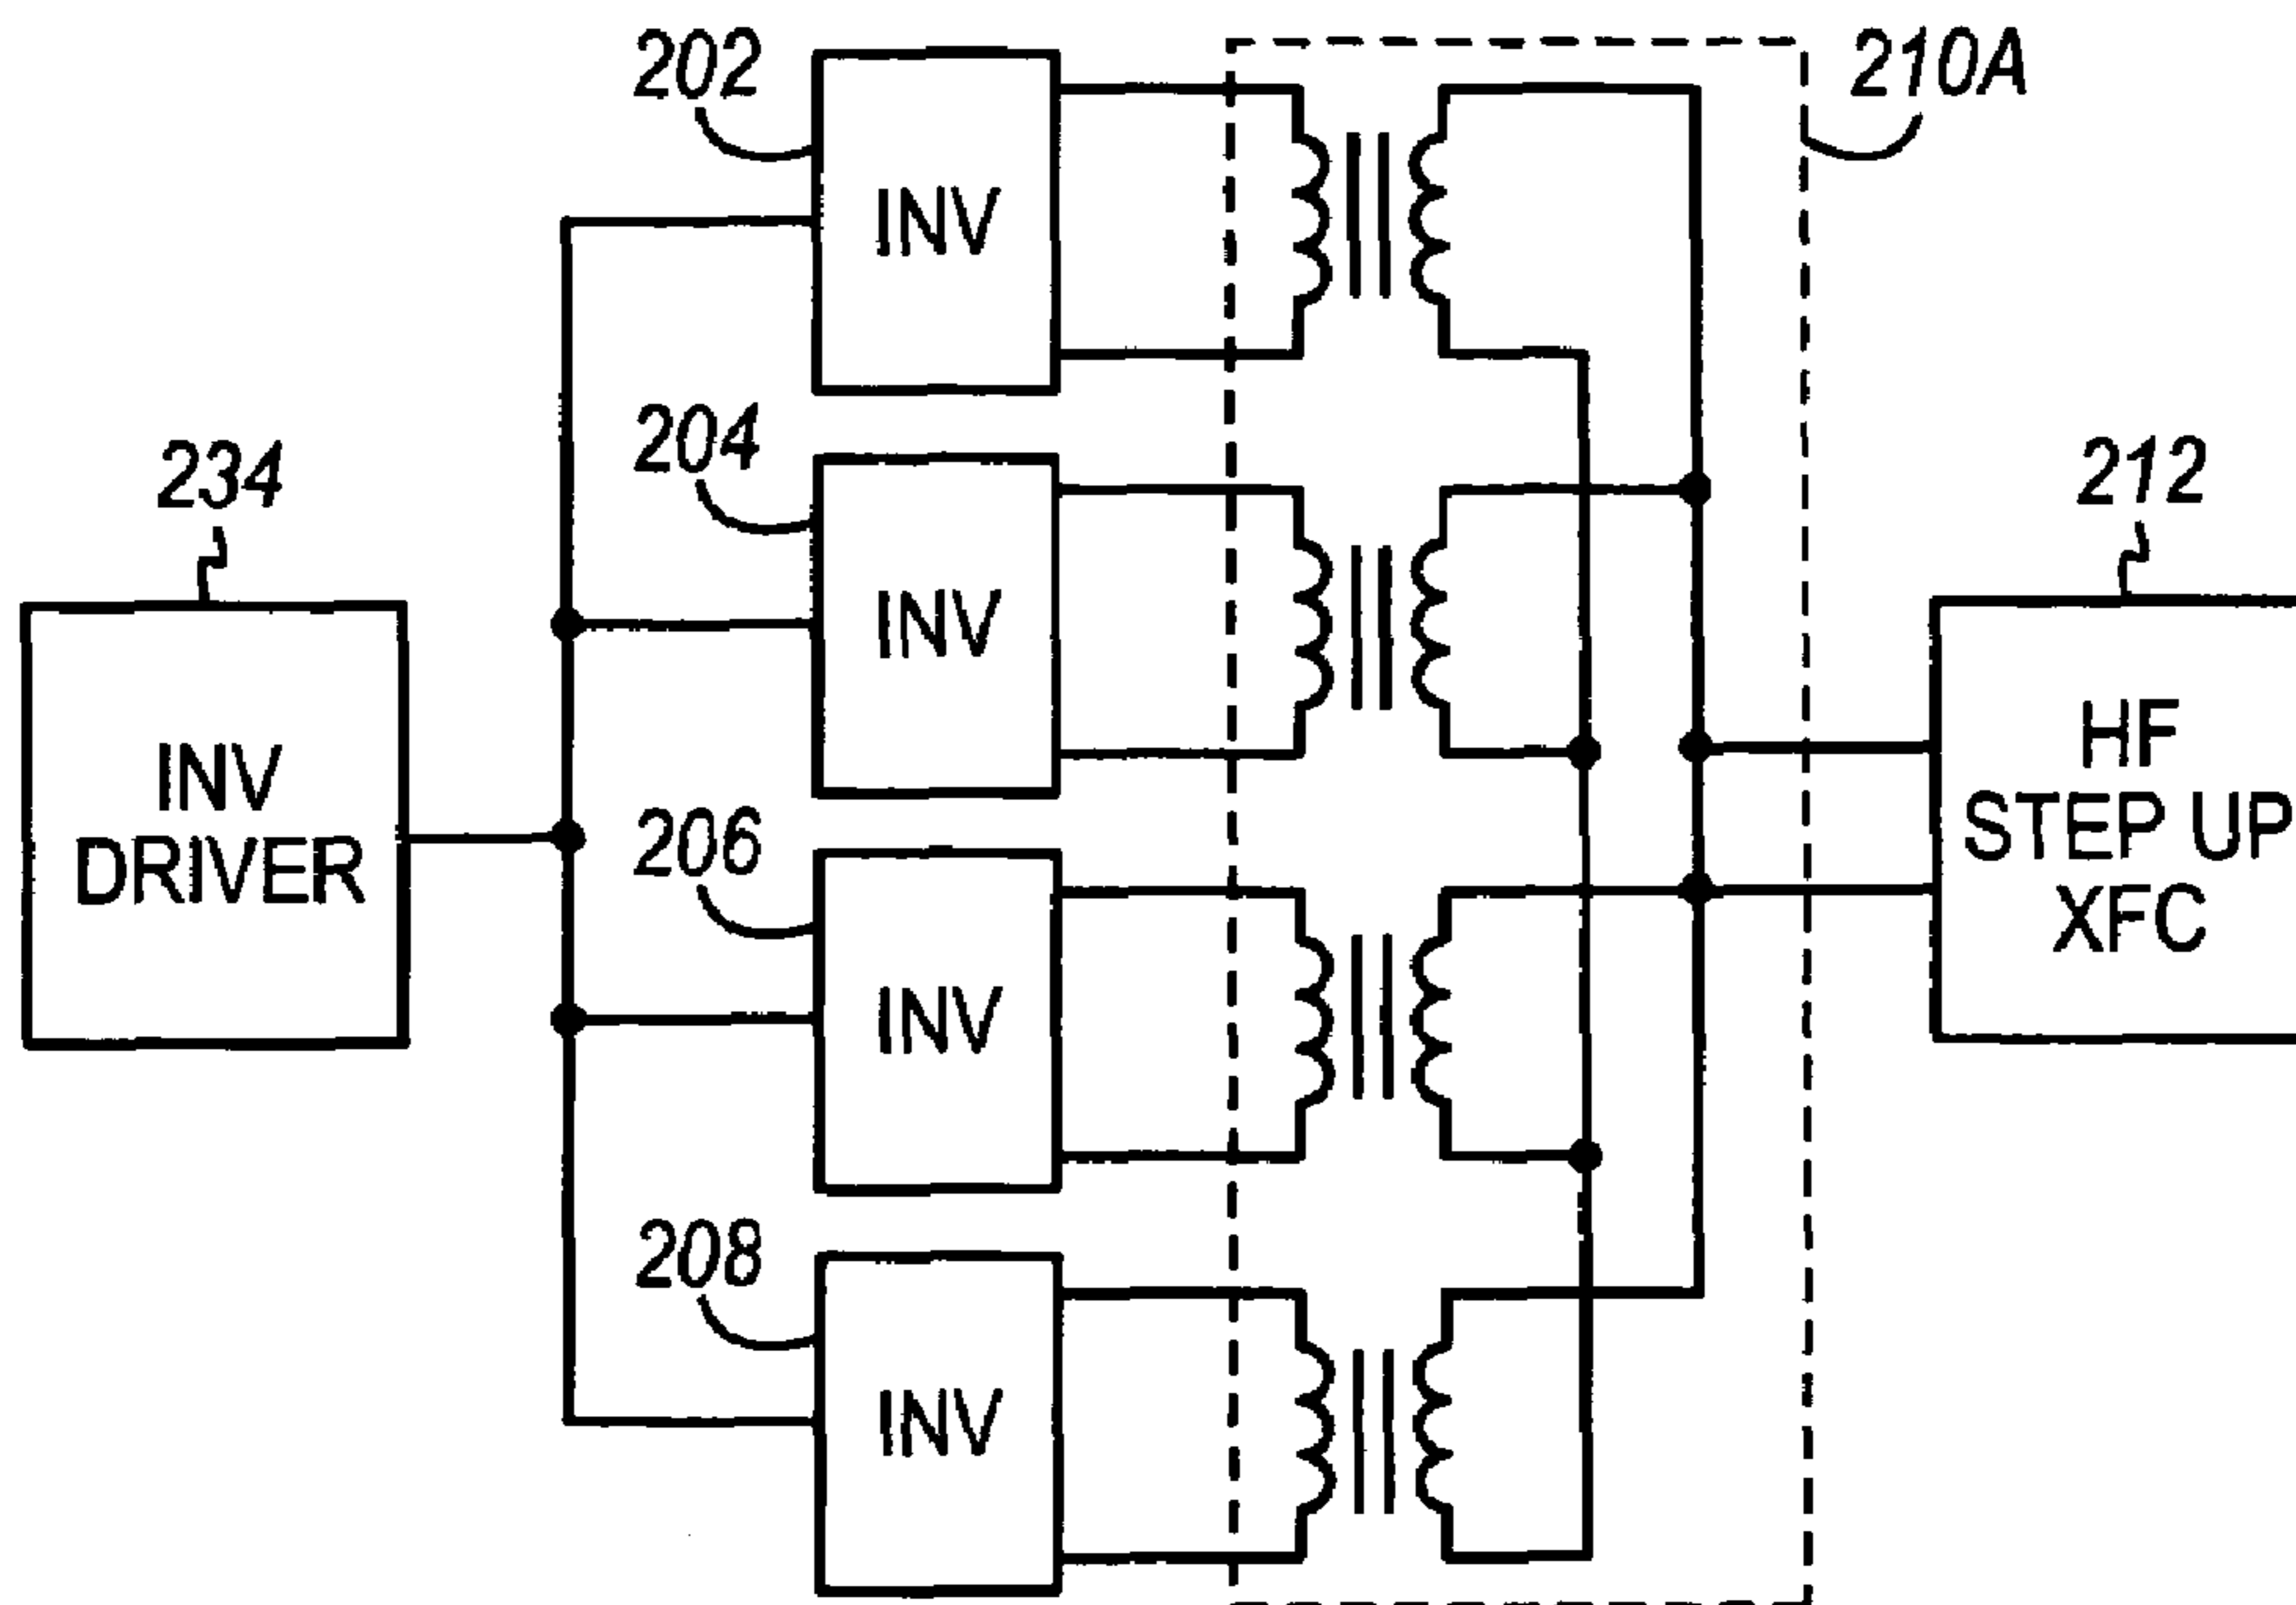 202
INV
210A
204
INV
234
INV
DRIVER
212
HF
STEP UP
XFC
206
INV
208
INV